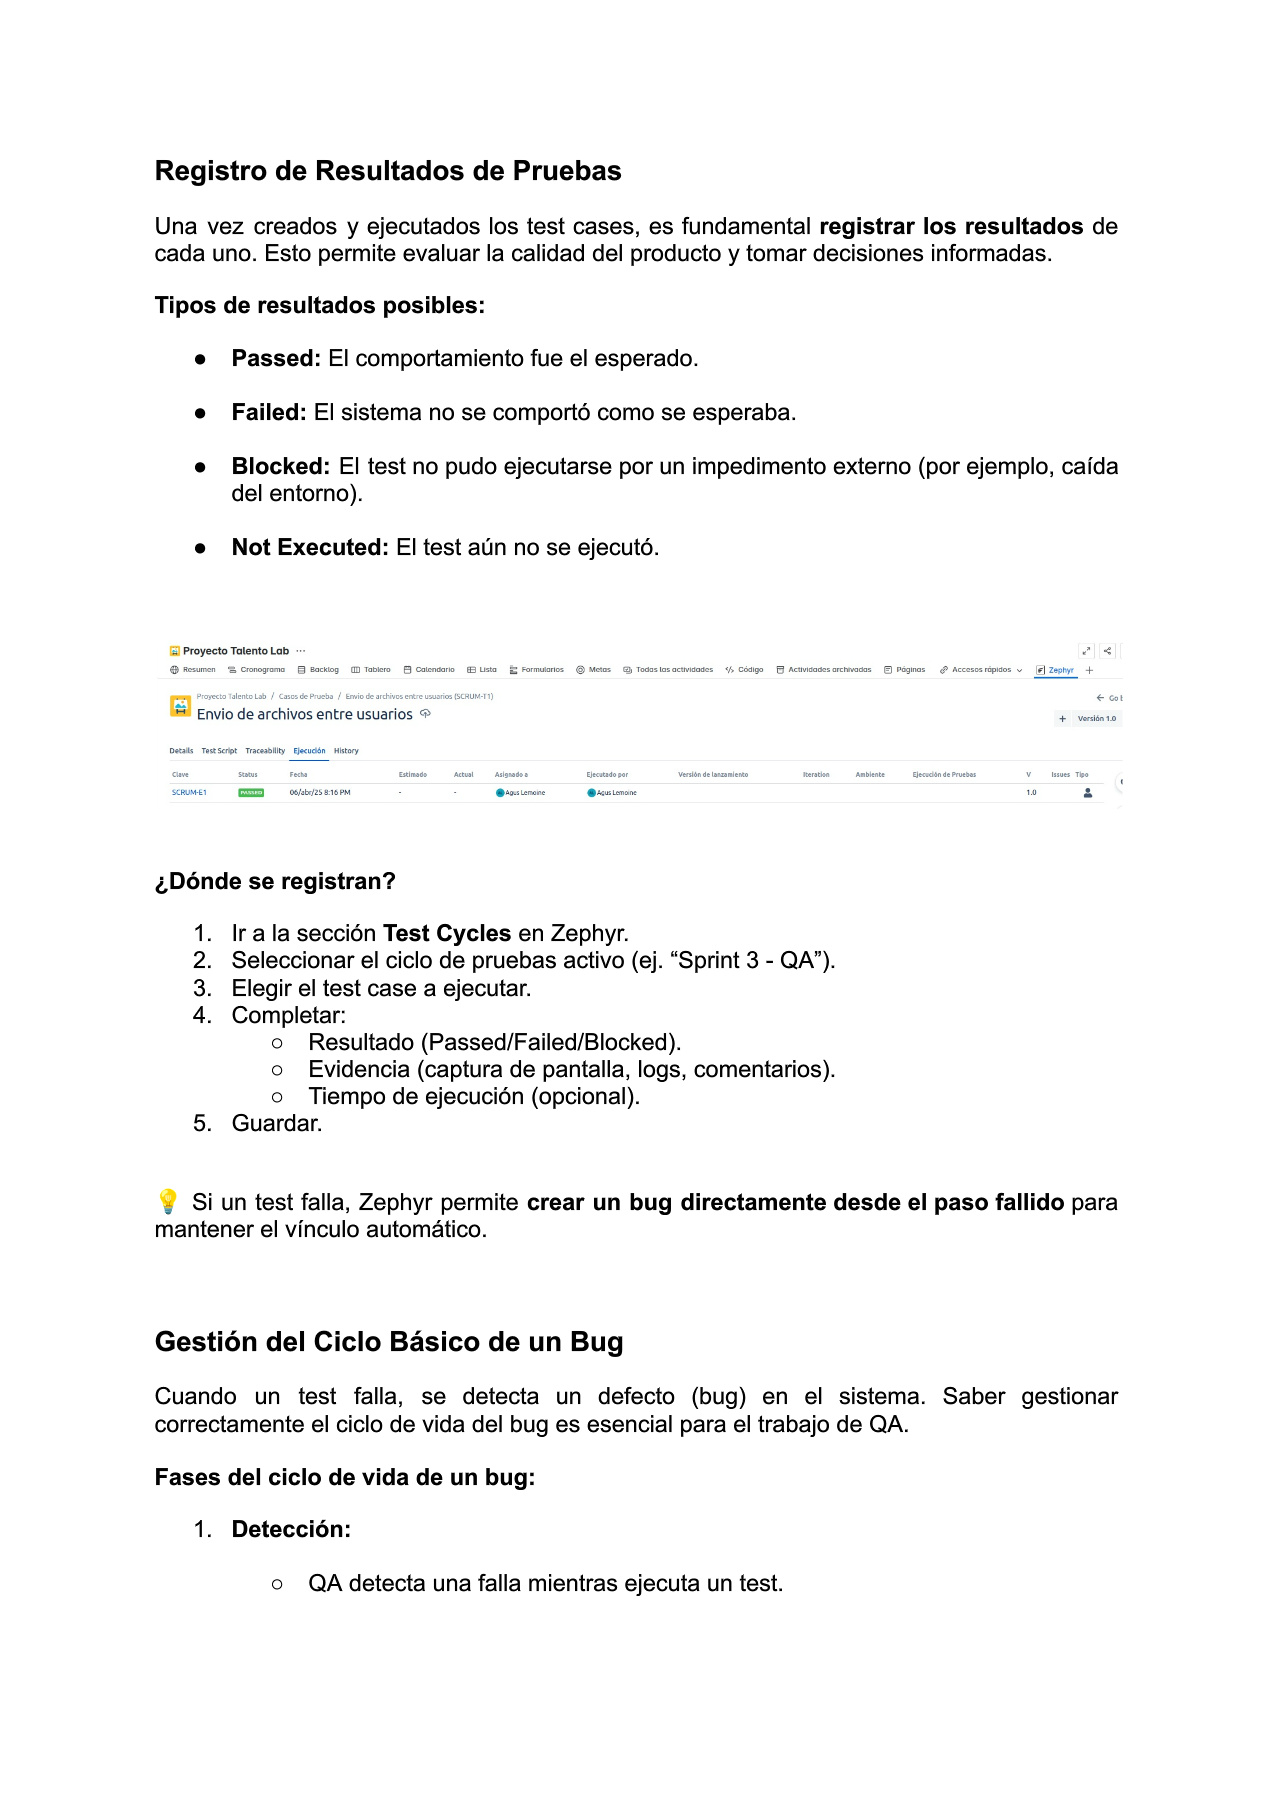 Registro de Resultados de Pruebas
Una vez creados y ejecutados los test cases, es fundamental registrar los resultados de
cada uno. Esto permite evaluar la calidad del producto y tomar decisiones informadas.
Tipos de resultados posibles:
● Passed: El comportamiento fue el esperado.
● Failed: El sistema no se comportó como se esperaba.
● Blocked: El test no pudo ejecutarse por un impedimento externo (por ejemplo, caída
del entorno).
● Not Executed: El test aún no se ejecutó.
Proyecto Talento Lab ...
Resumen Cronograma Backlog Tablero Calendario Lista Formularios Metas Todas las actividades Código Actividades archivadas Páginas Accesos rápidos Zephyr +
Proyecto Talento Lab / Casos de Prueba / Envio de archivos entre usuarios (SCRUM-T1)
← Go
Envio de archivos entre usuarios
+ Versión 1.0
Details Test Script Traceability Ejecución History
Clave Status Fecha Estimado Actual Asignado a Ejecutado por Versión de lanzamiento Iteration Ambiente Ejecución de Pruebas V Issues Tipo
SCRUM-E1 PASSED 06/abr/25 8:16 PM - - Agus Lemoine Agus Lemoine 1.0
¿Dónde se registran?
1. Ir a la sección Test Cycles en Zephyr.
2. Seleccionar el ciclo de pruebas activo (ej. “Sprint 3 - QA”).
3. Elegir el test case a ejecutar.
4. Completar:
○ Resultado (Passed/Failed/Blocked).
○ Evidencia (captura de pantalla, logs, comentarios).
○ Tiempo de ejecución (opcional).
5. Guardar.
💡 Si un test falla, Zephyr permite crear un bug directamente desde el paso fallido para
mantener el vínculo automático.
Gestión del Ciclo Básico de un Bug
Cuando un test falla, se detecta un defecto (bug) en el sistema. Saber gestionar
correctamente el ciclo de vida del bug es esencial para el trabajo de QA.
Fases del ciclo de vida de un bug:
1. Detección:
○ QA detecta una falla mientras ejecuta un test.